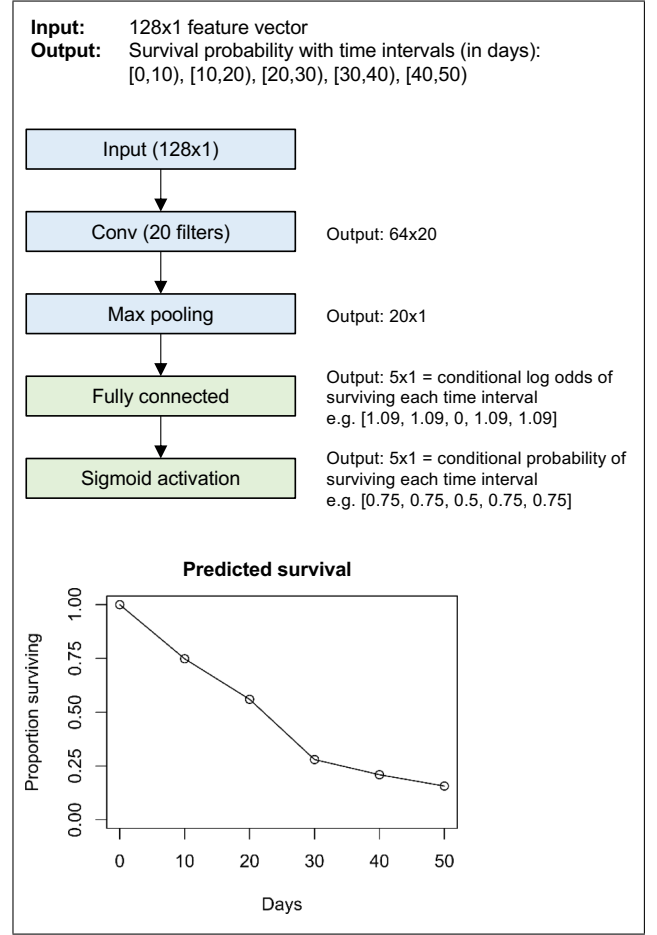 Input: 128x1 feature vector
Output: Survival probability with time intervals (in days):
[0,10), [10,20), [20,30), [30,40), [40,50)
Input (128x1)
Conv (20 filters)
Output: 64x20
Max pooling
Output: 20x1
Fully connected
Output: 5x1 = conditional log odds of
surviving each time interval
e.g. [1.09, 1.09, 0, 1.09, 1.09]
Sigmoid activation
Output: 5x1 = conditional probability of
surviving each time interval
e.g. [0.75, 0.75, 0.5, 0.75, 0.75]
Predicted survival
Proportion surviving
1.00
0.75
0.50
0.25
0.00
0 10 20 30 40 50
Days